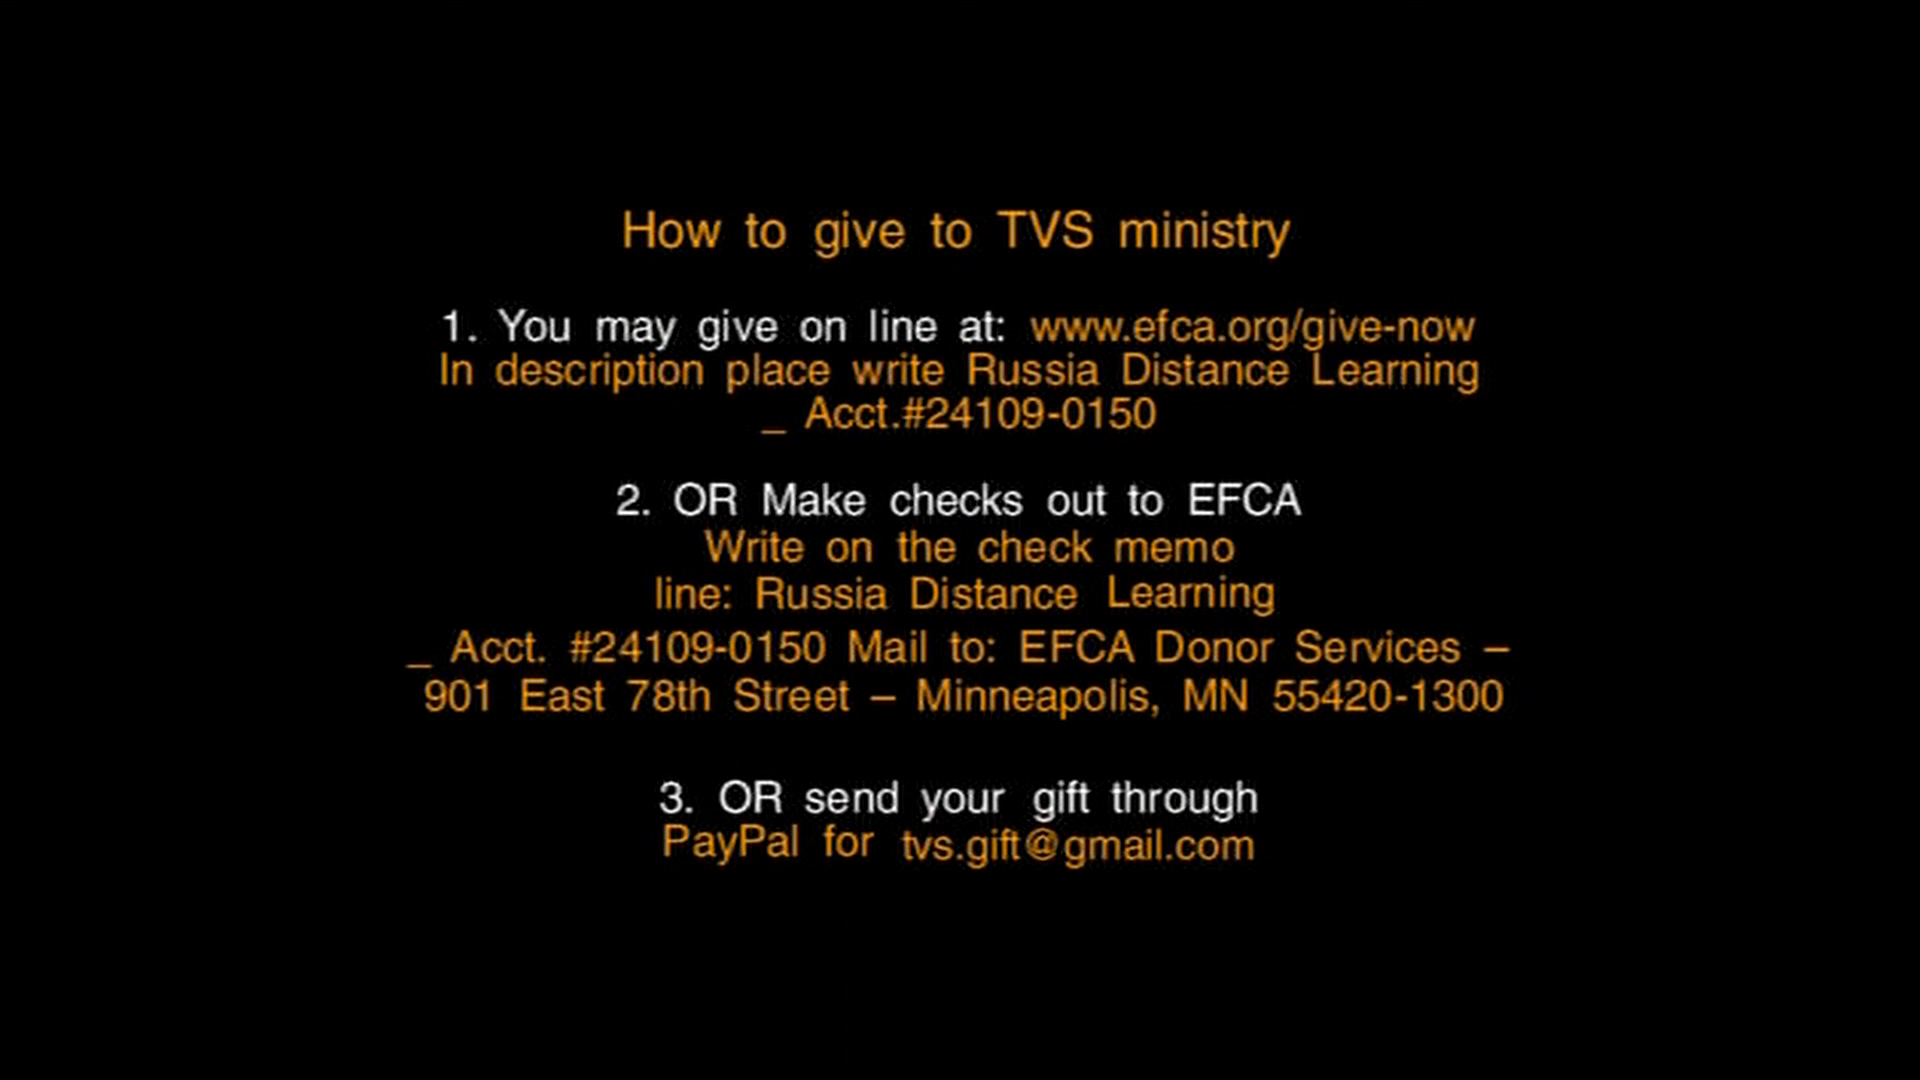 How to give to TVS ministry
1. You may give on line at: www.efca.org/give-now
In description place write Russia Distance Learning
_ Acct.#24109-0150
2. OR Make checks out to EFCA
Write on the check memo
line: Russia Distance Learning
_ Acct. #24109-0150 Mail to: EFCA Donor Services –
901 East 78th Street – Minneapolis, MN 55420-1300
3. OR send your gift through
PayPal for tvs.gift@gmail.com